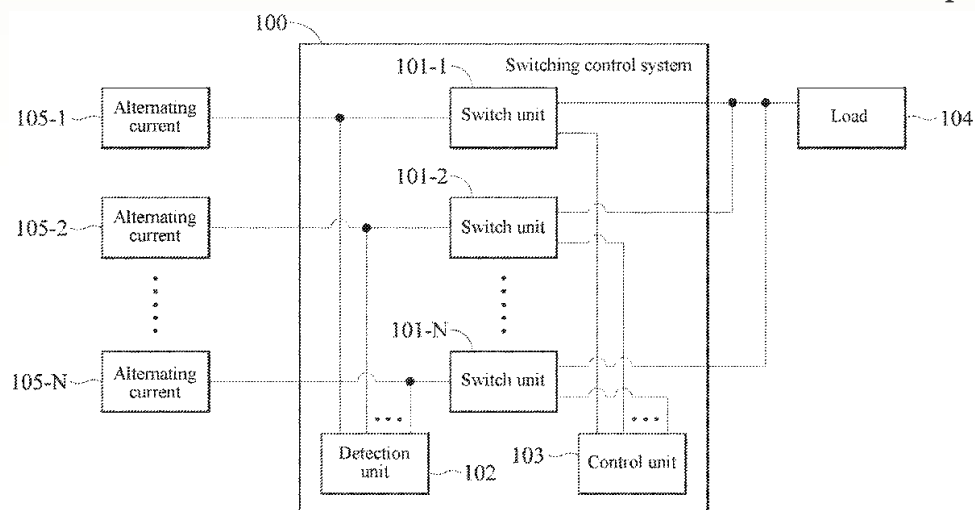 100
101-1
Switching control system
Alternating
current
105-1
Switch unit
Load
104
101-2
Alternating
current
105-2
Switch unit
101-N
Alternating
current
105-N
Switch unit
Detection
unit
102
103
Control unit